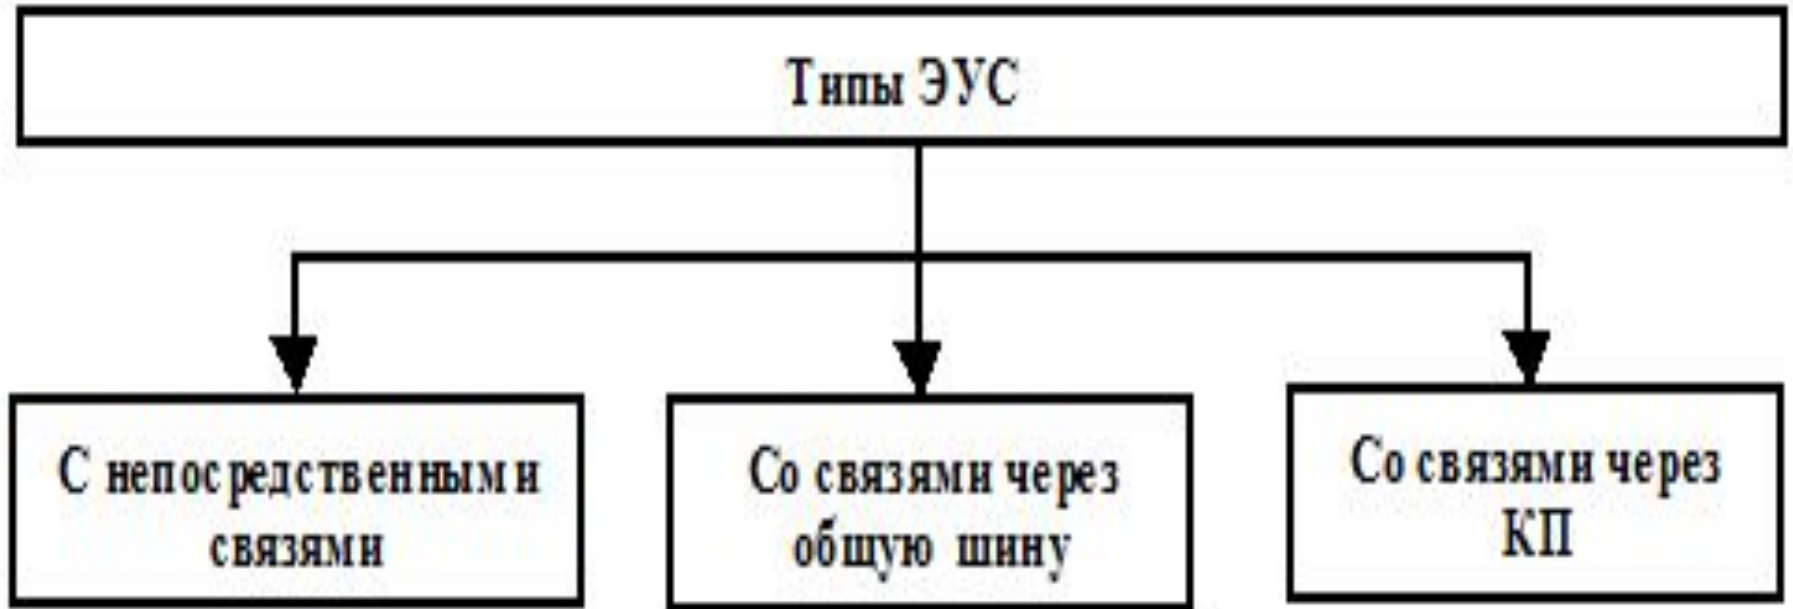 Типы ЭУС
С непосредственными
связями
Со связями через
общую шину
Со связями через
КП